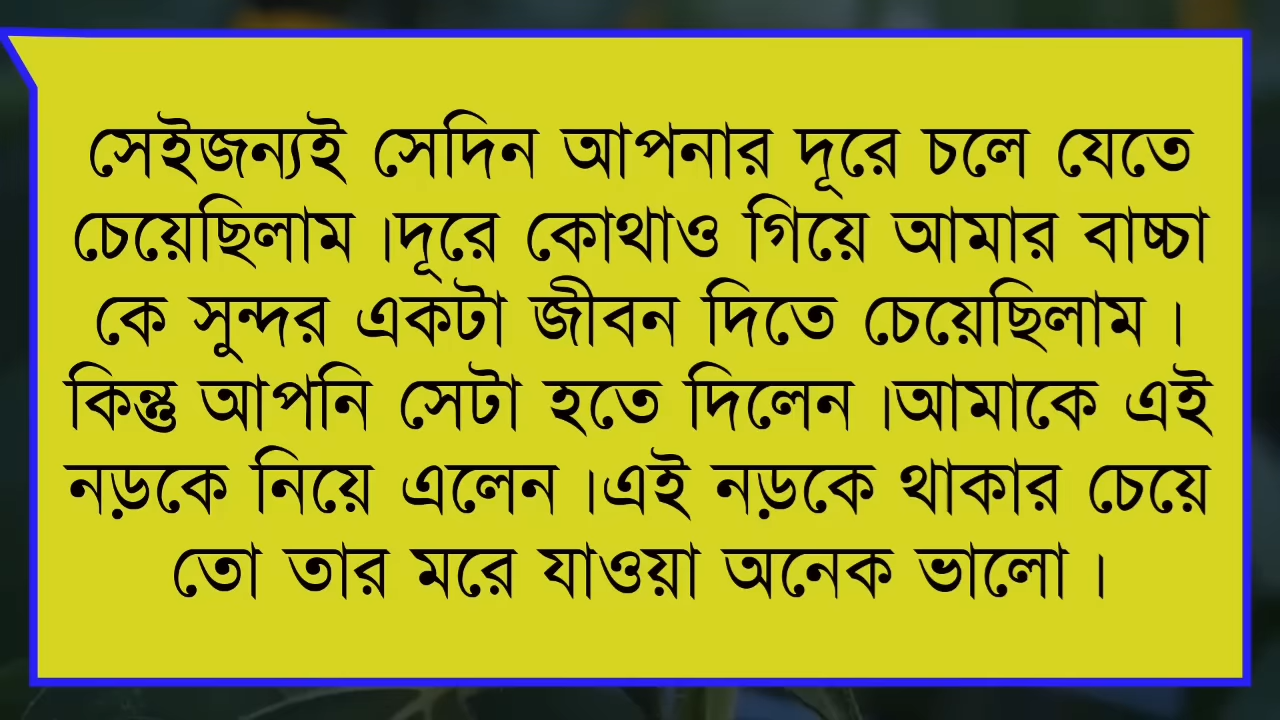 সেইজন্যই সেদিন আপনার দূরে চলে যেতে
চেয়েছিলাম ।দূরে কোথাও গিয়ে আমার বাচ্চা
কে সুন্দর একটা জীবন দিতে চেয়েছিলাম ।
কিন্তু আপনি সেটা হতে দিলেন ।আমাকে এই
নড়কে নিয়ে এলেন ।এই নড়কে থাকার চেয়ে
তো তার মরে যাওয়া অনেক ভালো ।